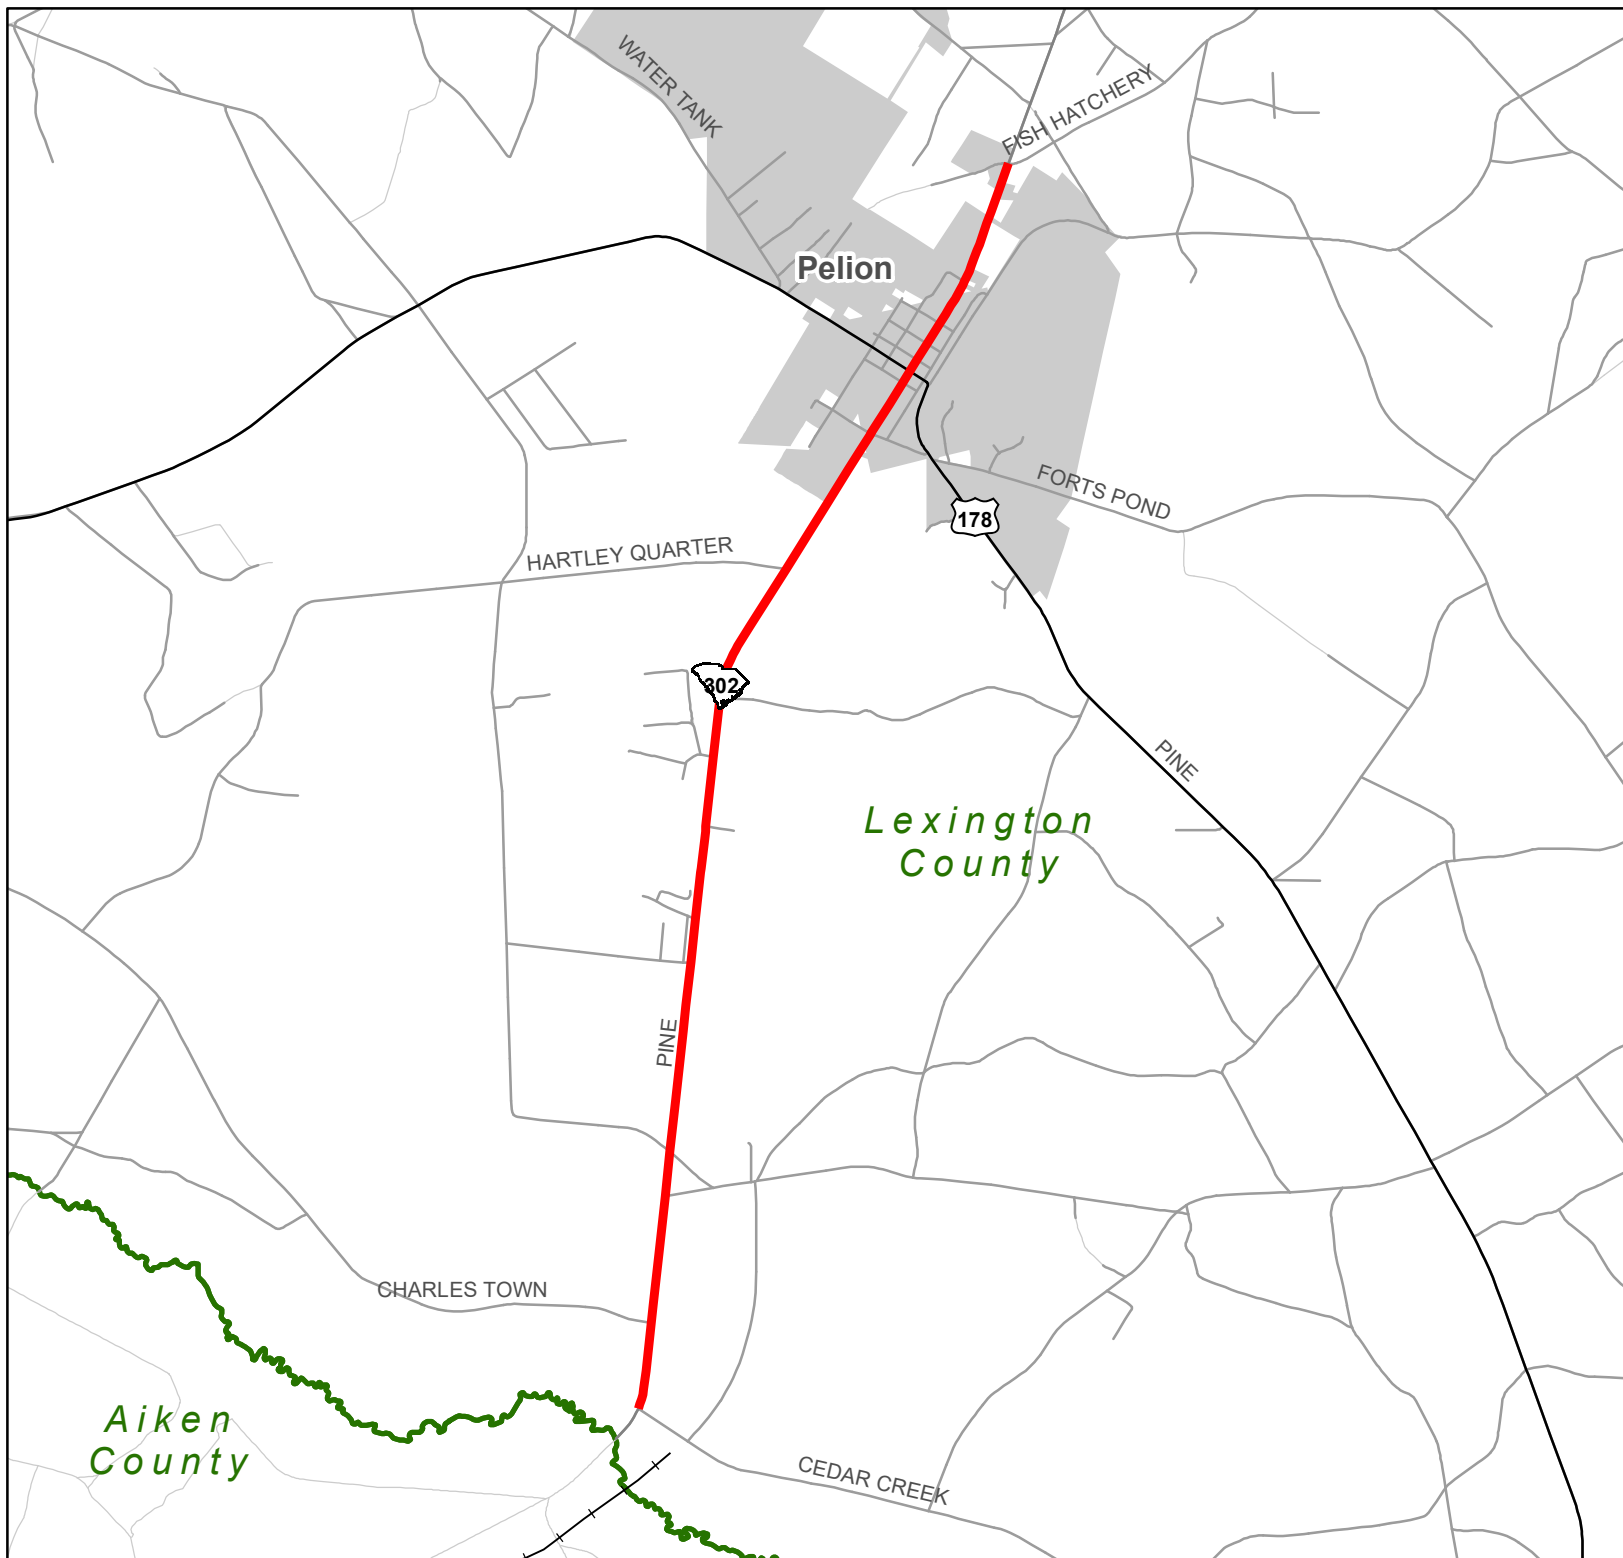 WATER TANK
FISH HATCHERY
Pelion
FORTS POND
178
HARTLEY QUARTER
302
PINE
Lexington
County
PINE
CHARLES TOWN
Aiken
County
CEDAR CREEK